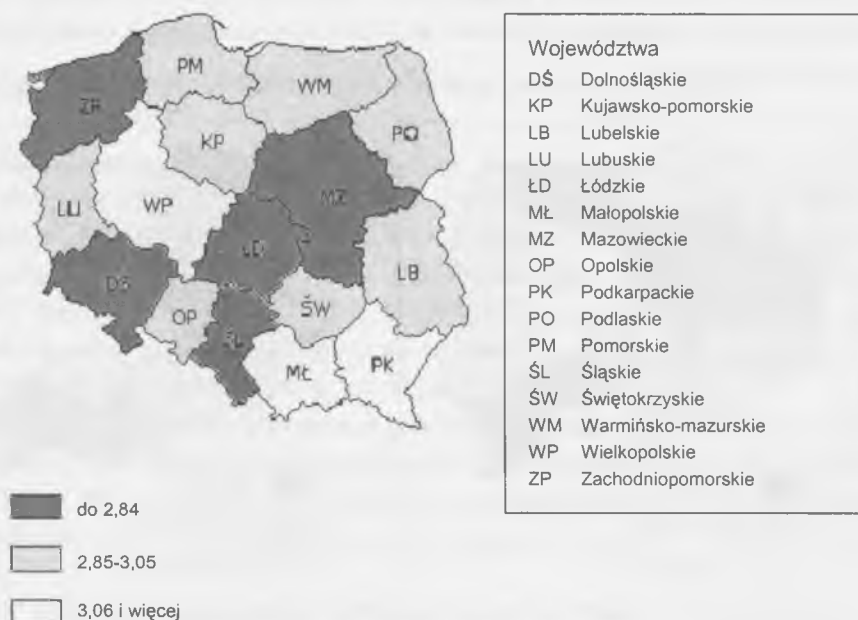 PM
WM
ZP
KP
PO
LU
WP
MZ
ŁD
DŚ
LB
OP
ŚW
ŚL
MŁ
PK
Województwa
DŚ Dolnośląskie
KP Kujawsko-pomorskie
LB Lubelskie
LU Lubuskie
ŁD Łódzkie
MŁ Małopolskie
MZ Mazowieckie
OP Opolskie
PK Podkarpackie
PO Podlaskie
PM Pomorskie
ŚL Śląskie
ŚW Świętokrzyskie
WM Warmińsko-mazurskie
WP Wielkopolskie
ZP Zachodniopomorskie
do 2,84
2,85-3,05
3,06 i więcej